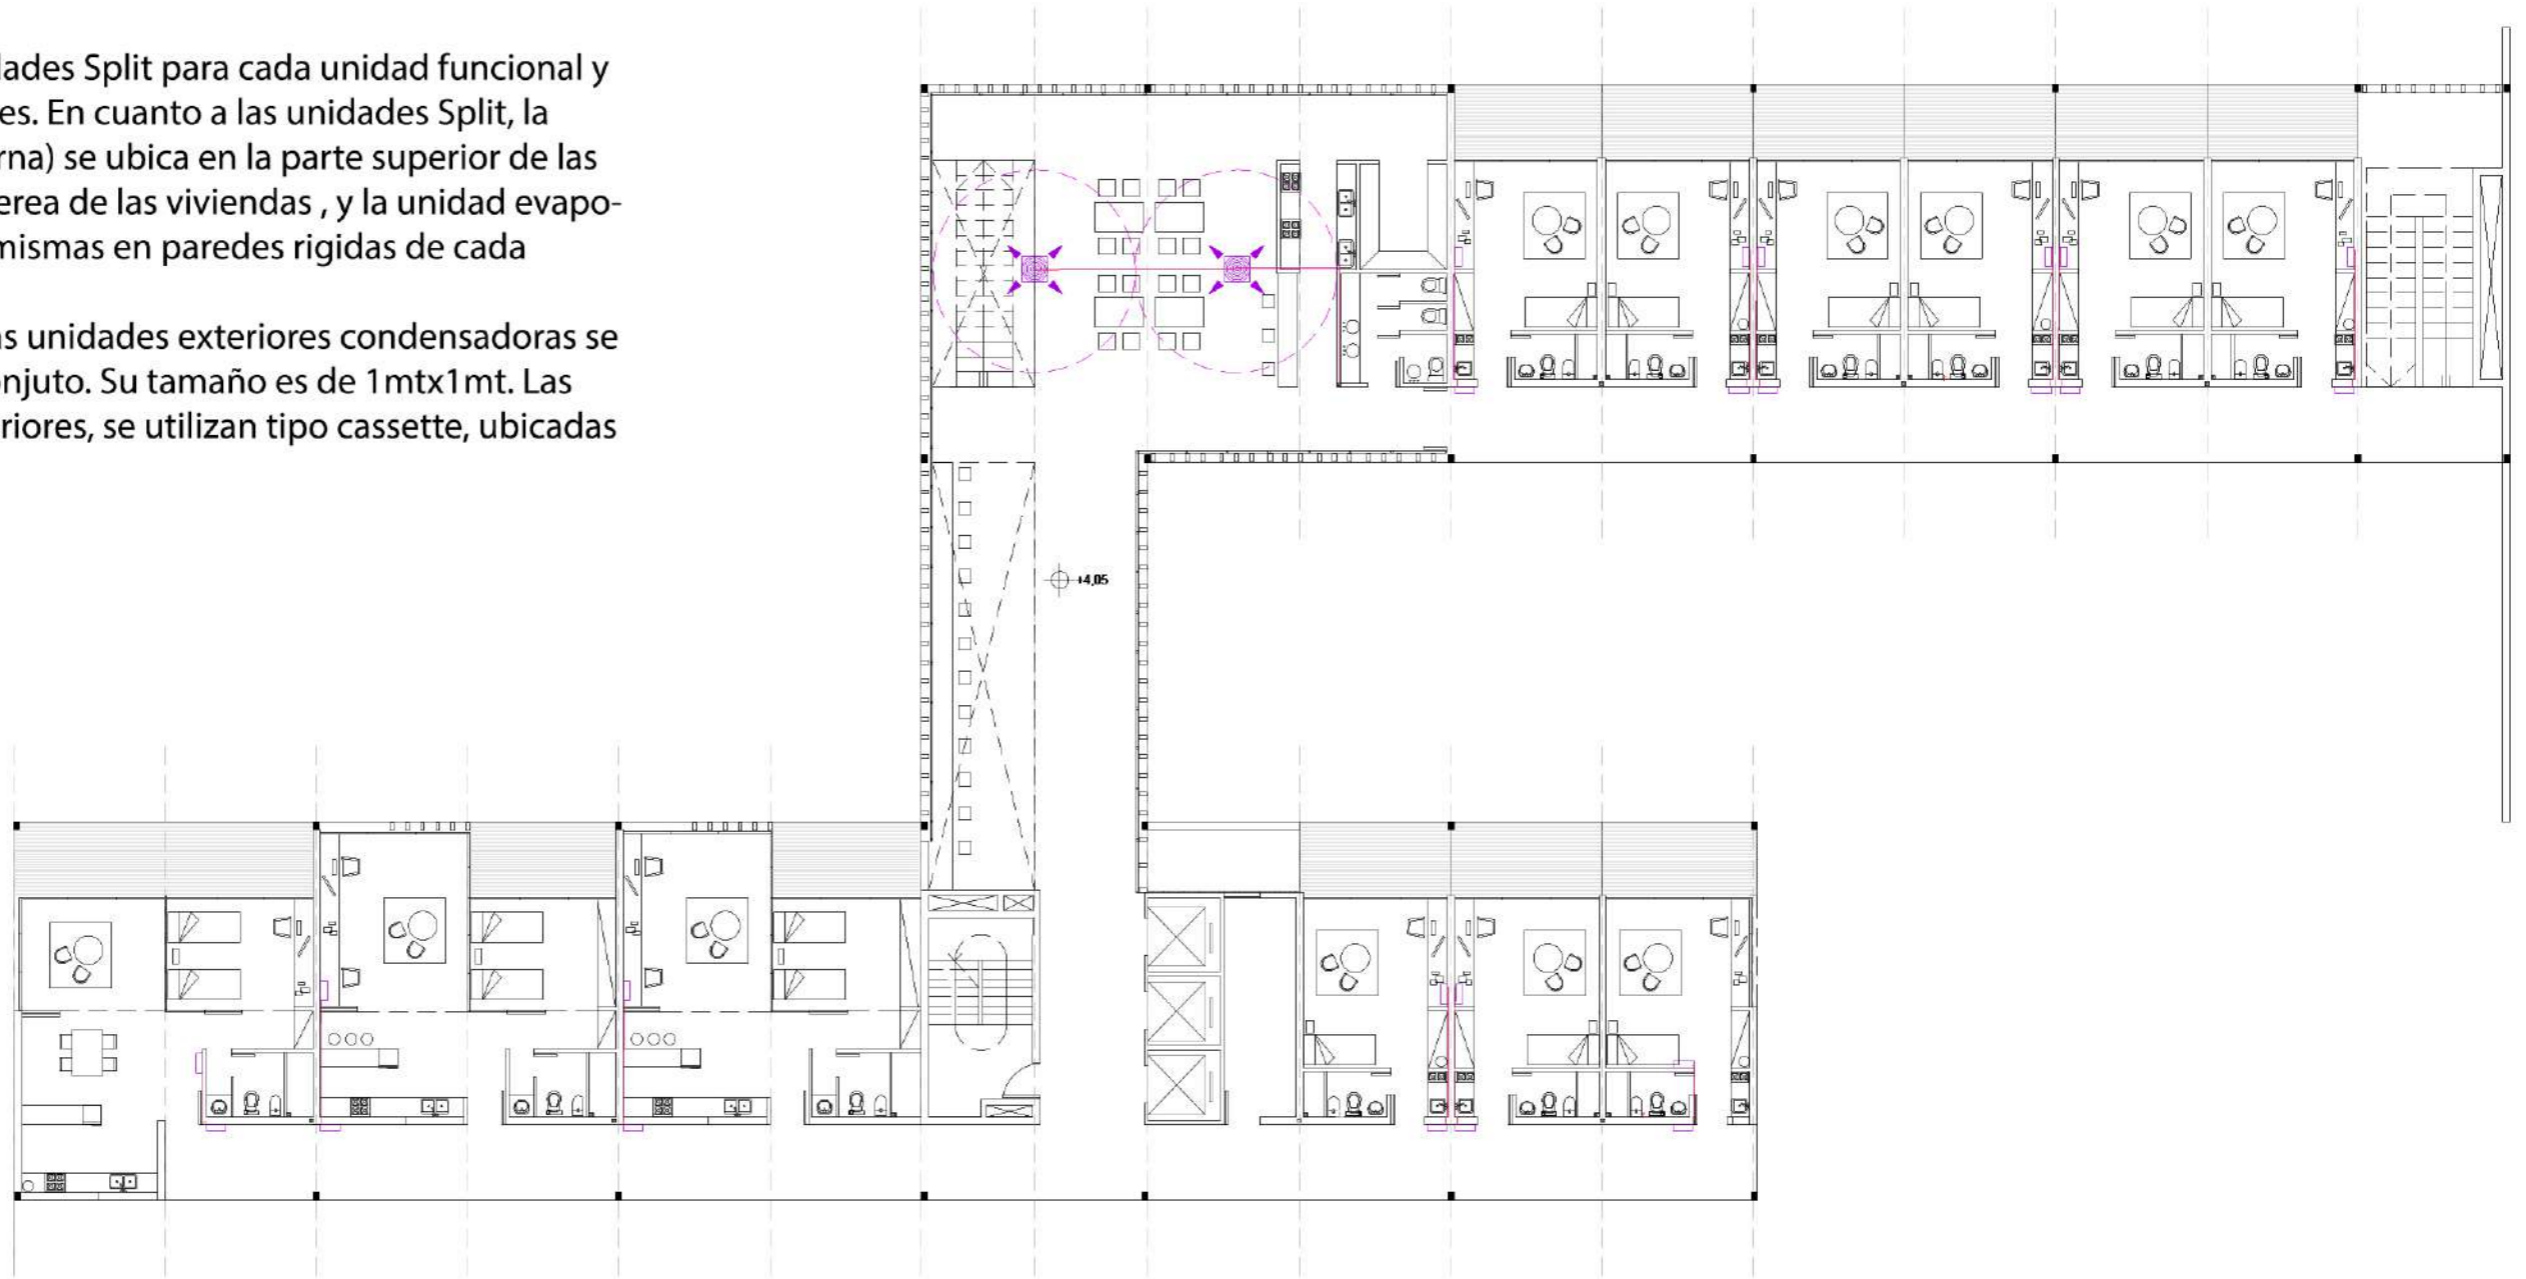 lades Split para cada unidad funcional y
es. En cuanto a las unidades Split, la
rna) se ubica en la parte superior de las
erea de las viviendas , y la unidad evapo-
mismas en paredes rigidas de cada
as unidades exteriores condensadoras se
onjuto. Su tamaño es de 1mtx1mt. Las
riores, se utilizan tipo cassette, ubicadas
+4,05